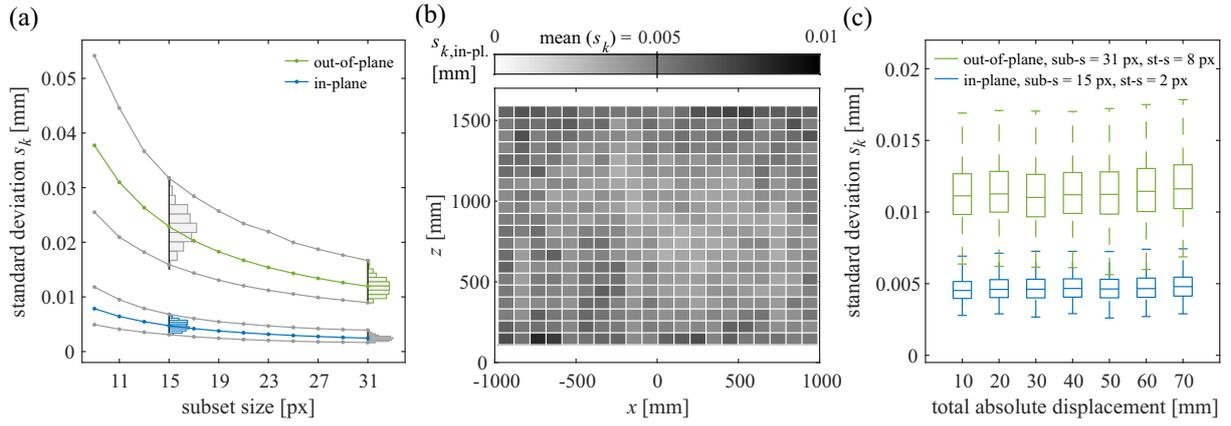 (a)
out-of-plane
in-plane
standard deviation s_k [mm]
0.05
0.04
0.03
0.02
0.01
0
11 15 19 23 27 31
subset size [px]
(b)
0 mean (s_k) = 0.005 0.01
s_k,in-pl.
[mm]
z [mm]
1500
1000
500
0
-1000 -500 0 500 1000
x [mm]
(c)
out-of-plane, sub-s = 31 px, st-s = 8 px
in-plane, sub-s = 15 px, st-s = 2 px
standard deviation s_k [mm]
0.02
0.015
0.01
0.005
0
10 20 30 40 50 60 70
total absolute displacement [mm]